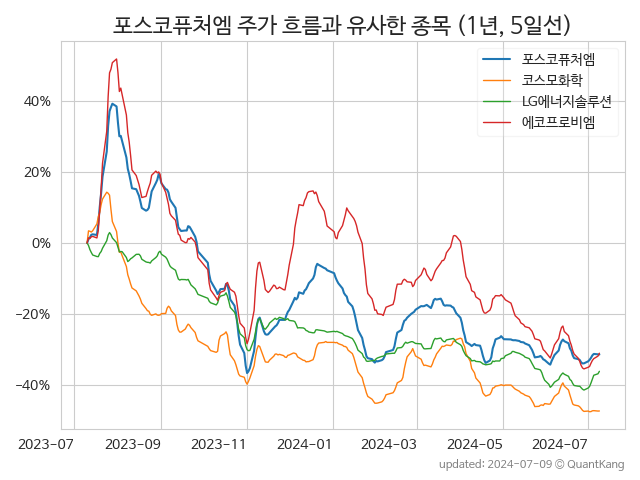 포스코퓨처엠 주가 흐름과 유사한 종목 (1년, 5일선)
포스코퓨처엠
코스모화학
LG에너지솔루션
에코프로비엠
40%
20%
0%
−20%
−40%
2023-07 2023-09 2023-11 2024-01 2024-03 2024-05 2024-07
updated: 2024-07-09 © QuantKang